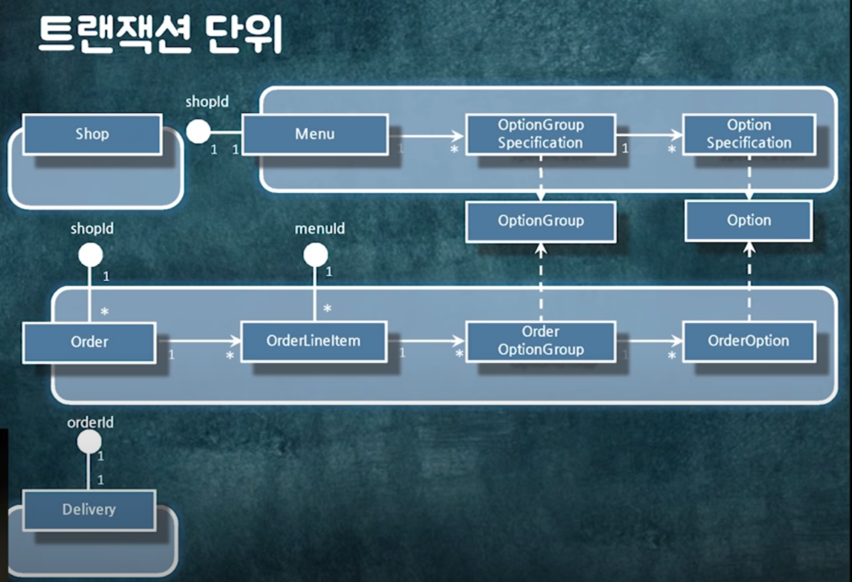 트랜잭션 단위
shopId
Shop
1 1
Menu
1
*
OptionGroup
Specification
1
*
Option
Specification
OptionGroup
Option
shopId
1
*
menuId
1
*
Order
1
*
OrderLineItem
1
*
Order
OptionGroup
1
*
OrderOption
orderId
1
1
Delivery